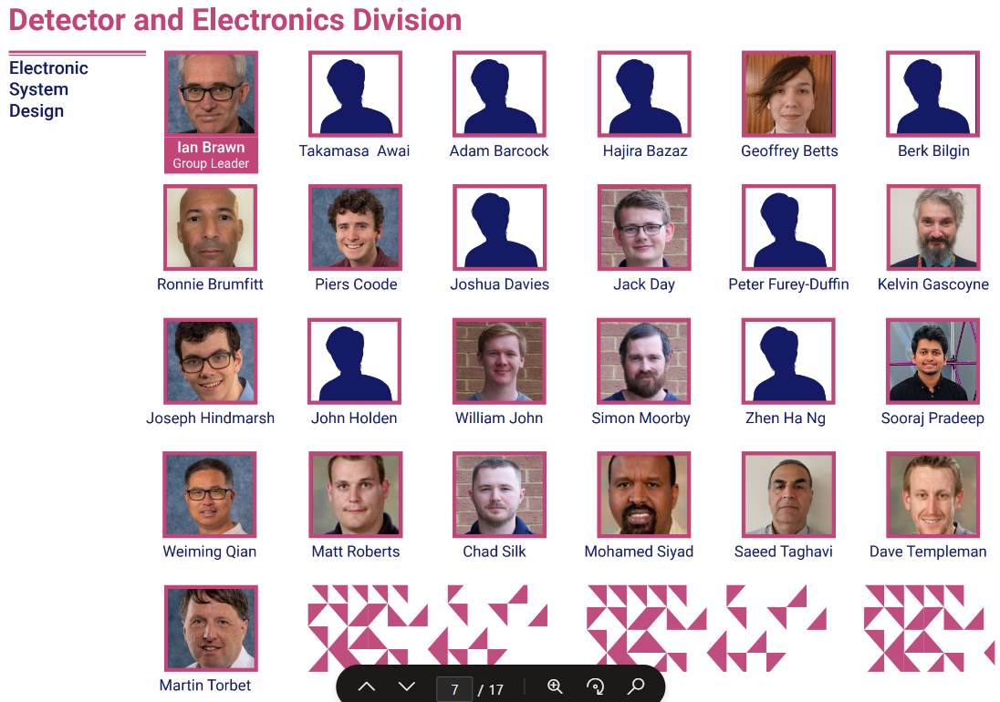 Detector and Electronics Division
Electronic
System
Design
Ian Brawn
Group Leader
Takamasa Awai
Adam Barcock
Hajira Bazaz
Geoffrey Betts
Berk Bilgin
Ronnie Brumfitt
Piers Coode
Joshua Davies
Jack Day
Peter Furey-Duffin
Kelvin Gascoyne
Joseph Hindmarsh
John Holden
William John
Simon Moorby
Zhen Ha Ng
Sooraj Pradeep
Weiming Qian
Matt Roberts
Chad Silk
Mohamed Siyad
Saeed Taghavi
Dave Templeman
Martin Torbet
7 / 17